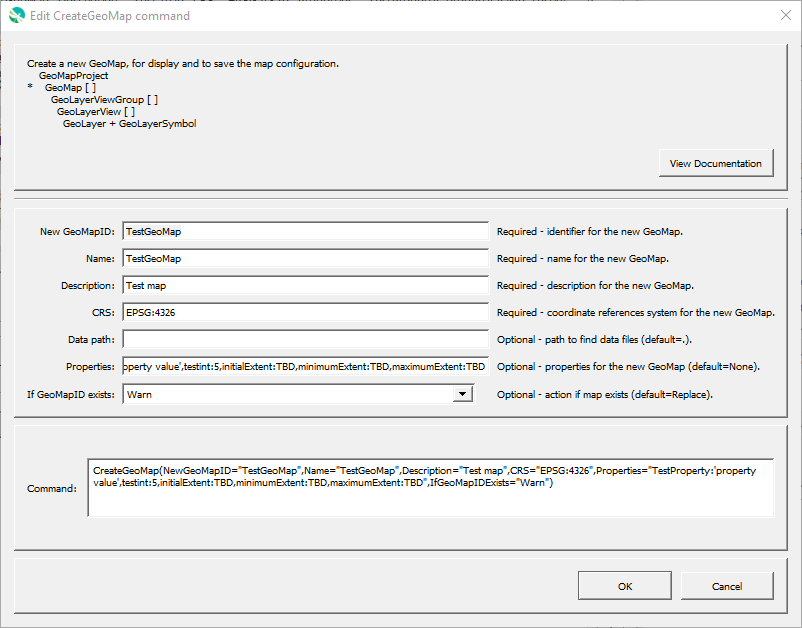 Edit CreateGeoMap command
Create a new GeoMap, for display and to save the map configuration.
GeoMapProject
* GeoMap [ ]
GeoLayerViewGroup [ ]
GeoLayerView [ ]
GeoLayer + GeoLayerSymbol
View Documentation
New GeoMapID: TestGeoMap Required - identifier for the new GeoMap.
Name: TestGeoMap Required - name for the new GeoMap.
Description: Test map Required - description for the new GeoMap.
CRS: EPSG:4326 Required - coordinate references system for the new GeoMap.
Data path: Optional - path to find data files (default=.).
Properties: operty value',testint:5,initialExtent:TBD,minimumExtent:TBD,maximumExtent:TBD Optional - properties for the new GeoMap (default=None).
If GeoMapID exists: Warn Optional - action if map exists (default=Replace).
Command: CreateGeoMap(NewGeoMapID="TestGeoMap",Name="TestGeoMap",Description="Test map",CRS="EPSG:4326",Properties="TestProperty:'property
value',testint:5,initialExtent:TBD,minimumExtent:TBD,maximumExtent:TBD",IfGeoMapIDExists="Warn")
OK Cancel